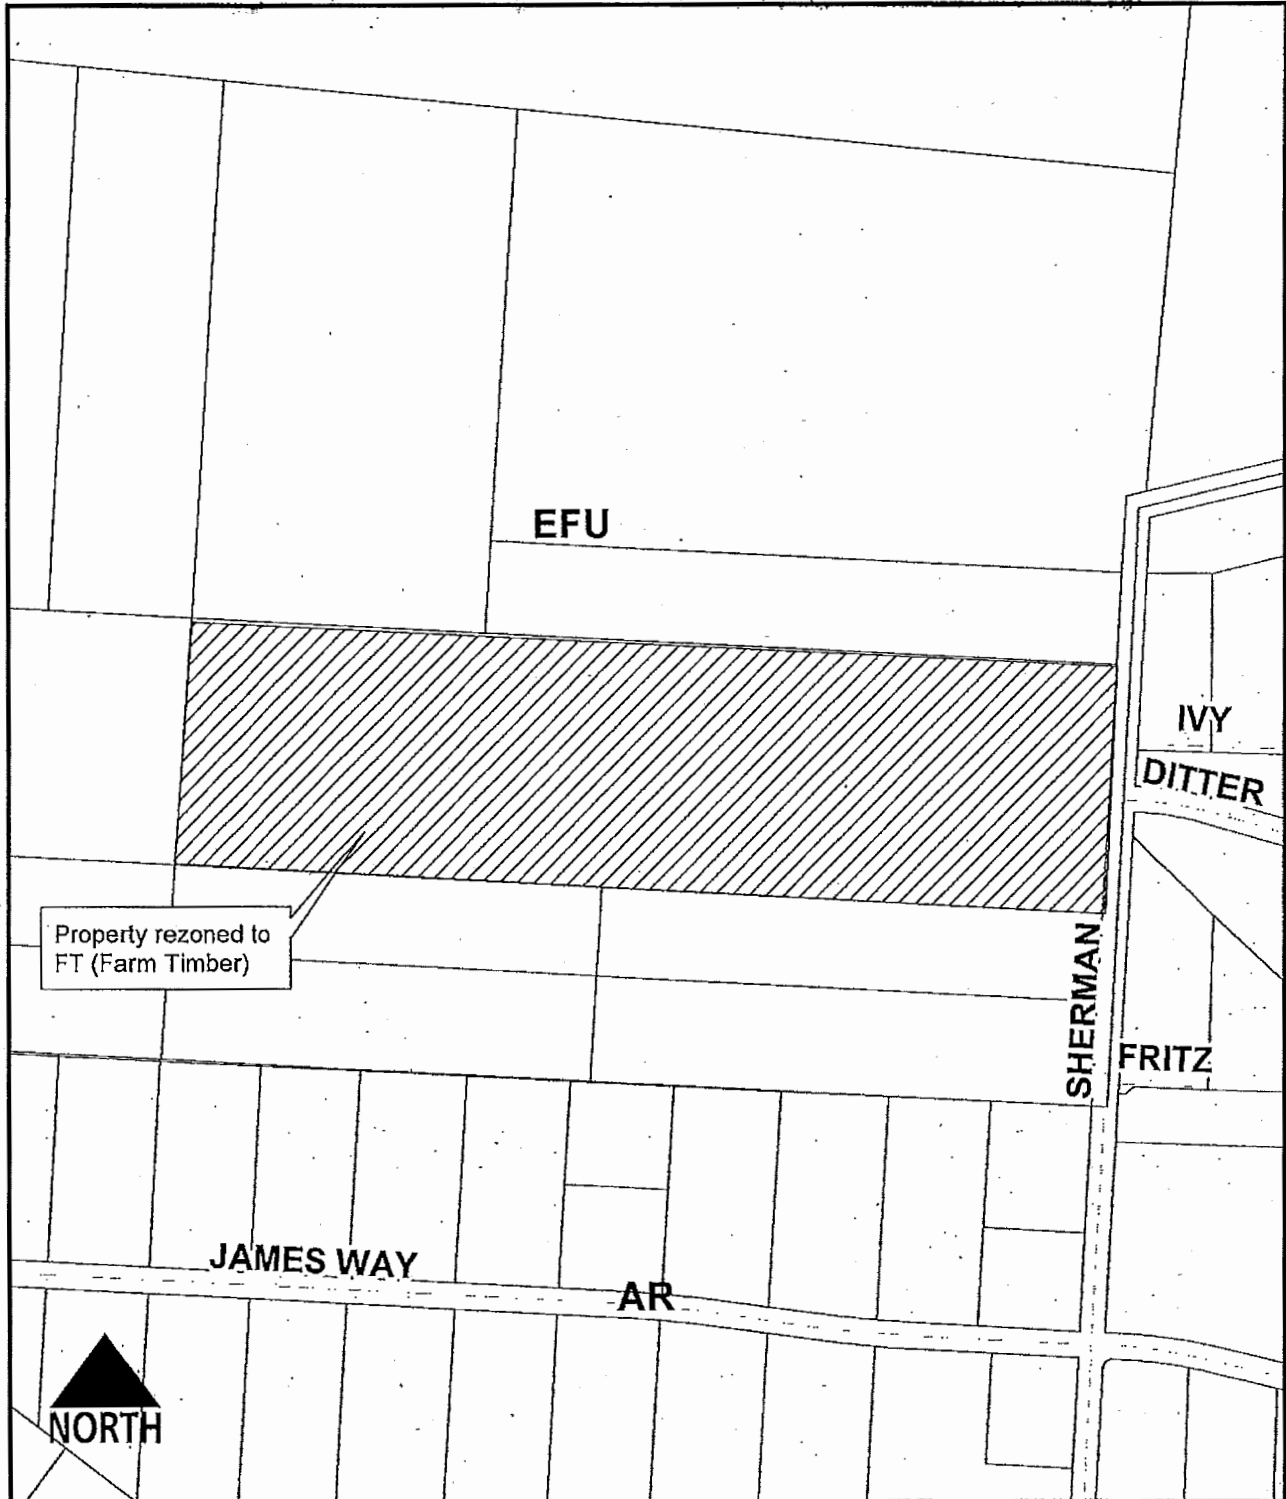 EFU
IVY
DITTER
Property rezoned to
FT (Farm Timber)
SHERMAN
FRITZ
JAMES WAY
AR
NORTH